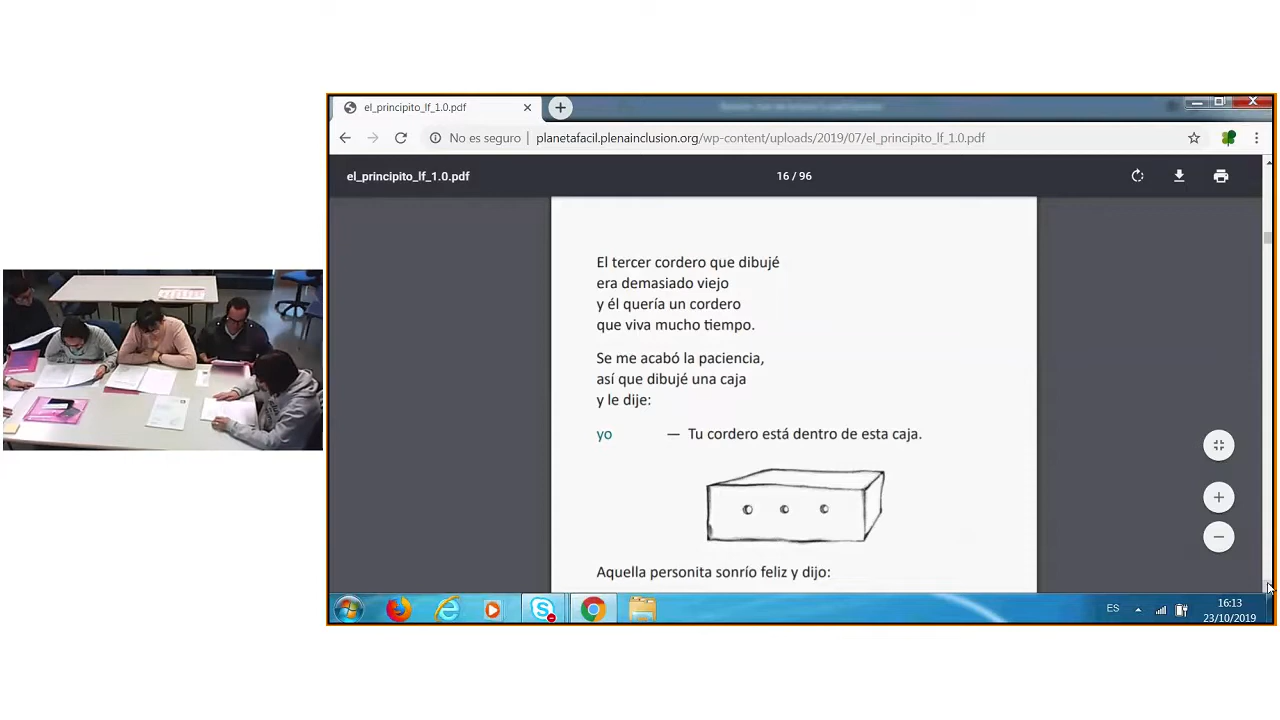 el_principito_lf_1.0.pdf
No es seguro | planetafacil.plenainclusion.org/wp-content/uploads/2019/07/el_principito_lf_1.0.pdf
el_principito_lf_1.0.pdf
16 / 96
El tercer cordero que dibujé
era demasiado viejo
y él quería un cordero
que viva mucho tiempo.
Se me acabó la paciencia,
así que dibujé una caja
y le dije:
yo — Tu cordero está dentro de esta caja.
Aquella personita sonrío feliz y dijo:
ES
16:13
23/10/2019